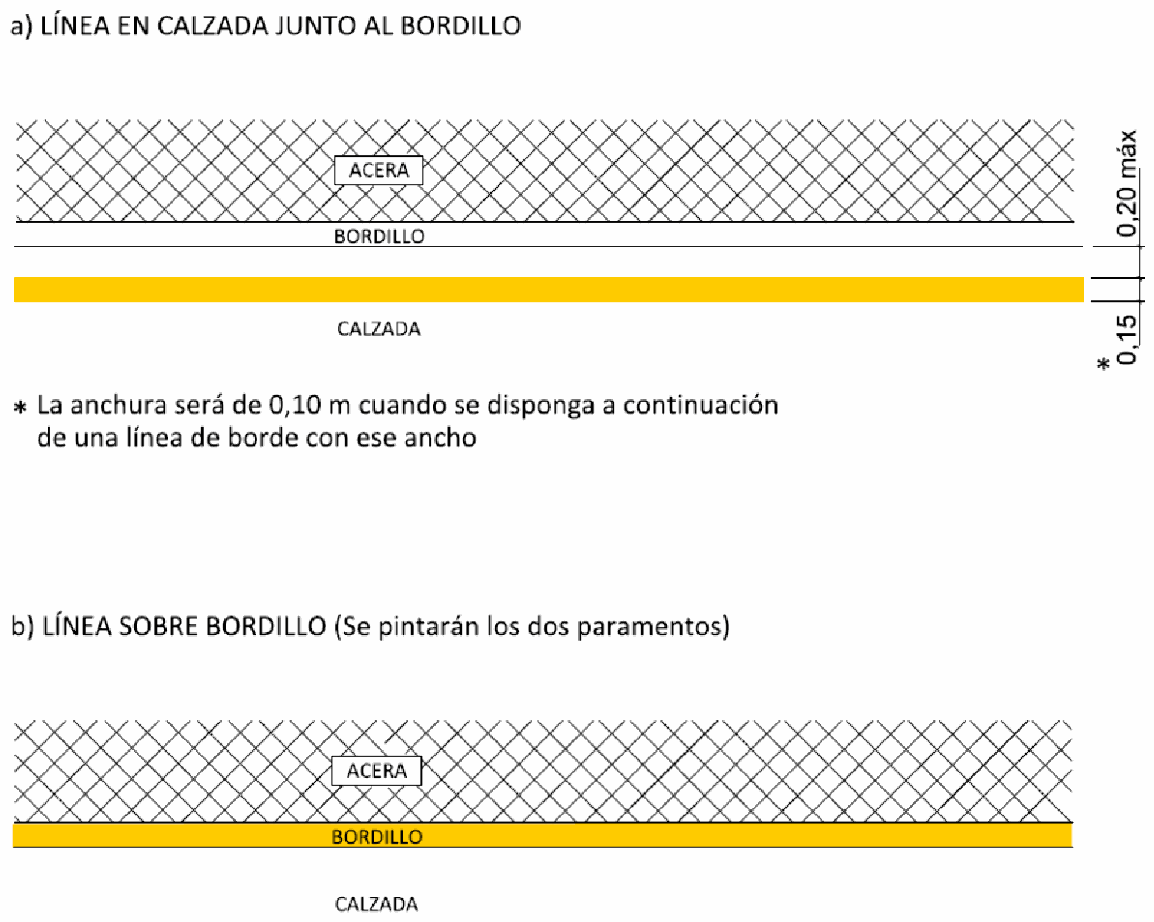 a) LÍNEA EN CALZADA JUNTO AL BORDILLO
ACERA
0,20 máx
BORDILLO
CALZADA
* 0,15
* La anchura será de 0,10 m cuando se disponga a continuación
de una línea de borde con ese ancho
b) LÍNEA SOBRE BORDILLO (Se pintarán los dos paramentos)
ACERA
BORDILLO
CALZADA